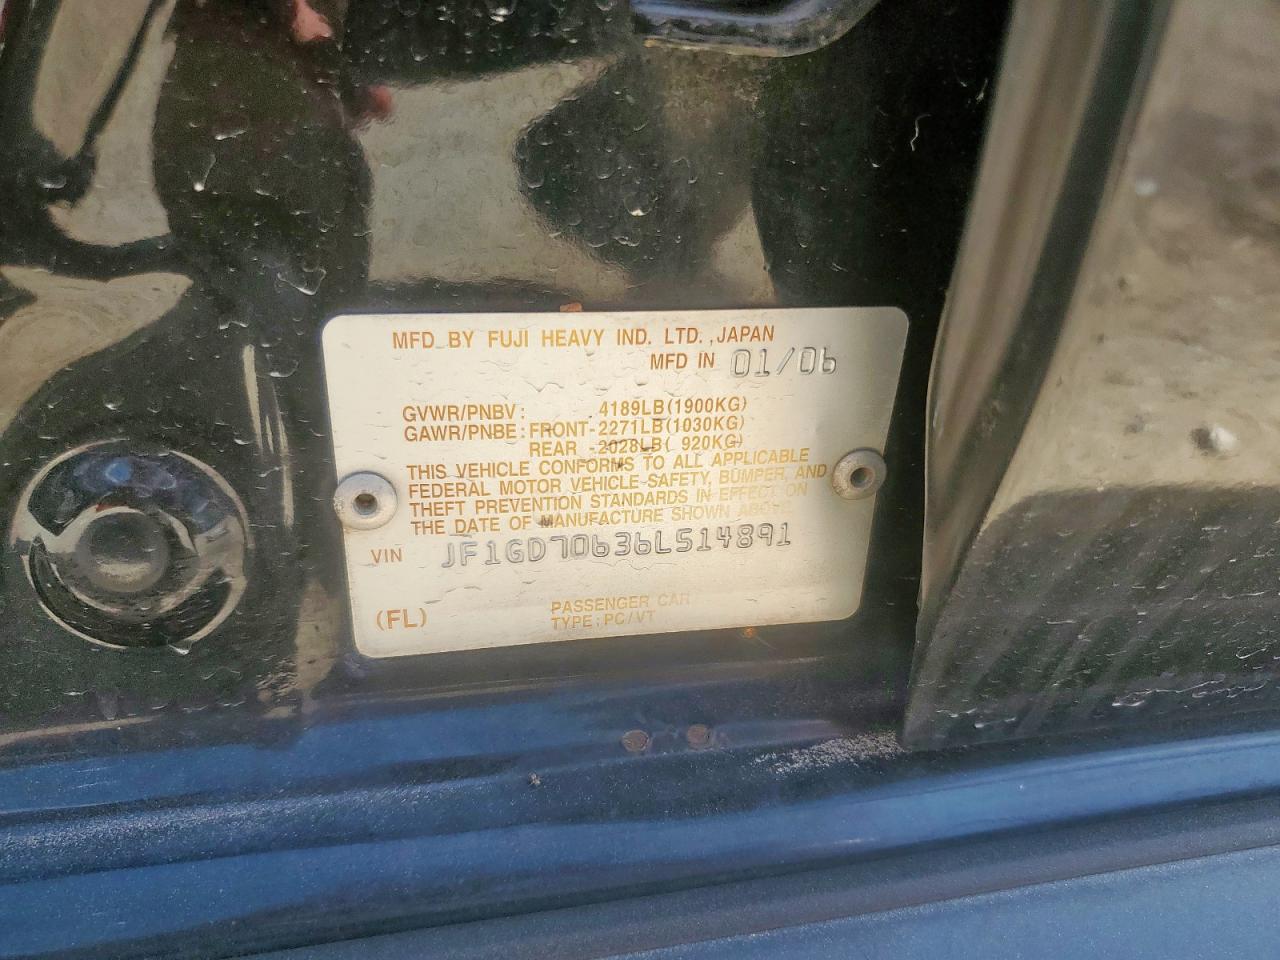 MFD BY FUJI HEAVY IND. LTD., JAPAN
MFD IN 01/06
GVWR/PNBV: 4189LB(1900KG)
GAWR/PNBE: FRONT-2271LB(1030KG)
REAR -2028LB( 920KG)
THIS VEHICLE CONFORMS TO ALL APPLICABLE
FEDERAL MOTOR VEHICLE SAFETY, BUMPER, AND
THEFT PREVENTION STANDARDS IN EFFECT ON
THE DATE OF MANUFACTURE SHOWN ABOVE.
VIN JF1GD70636L514891
(FL) PASSENGER CAR
TYPE: PC/VT